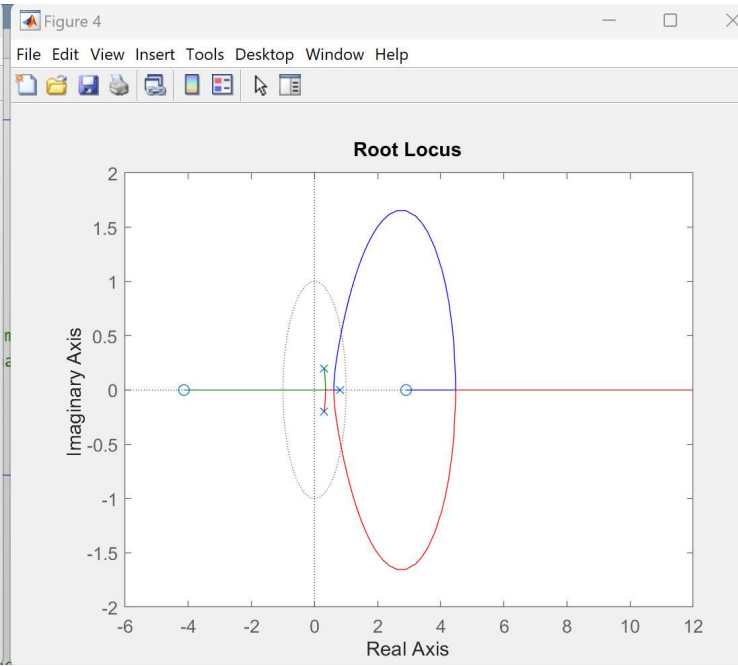 Figure 4
File Edit View Insert Tools Desktop Window Help
Root Locus
2
1.5
1
0.5
0
-0.5
-1
-1.5
-2
Imaginary Axis
-6 -4 -2 0 2 4 6 8 10 12
Real Axis